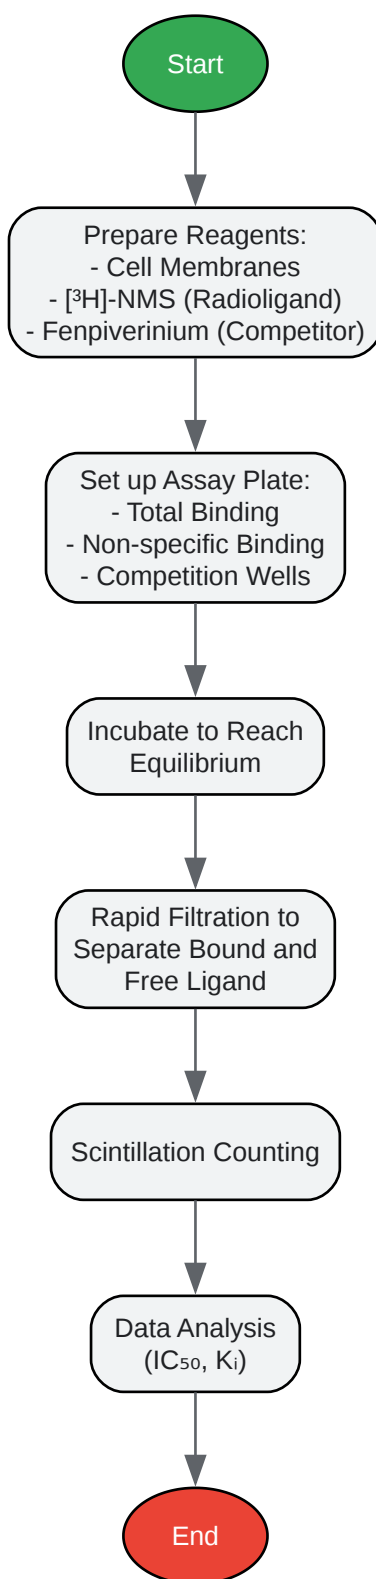 Start
Prepare Reagents:
- Cell Membranes
- [³H]-NMS (Radioligand)
- Fenpiverinium (Competitor)
Set up Assay Plate:
- Total Binding
- Non-specific Binding
- Competition Wells
Incubate to Reach
Equilibrium
Rapid Filtration to
Separate Bound and
Free Ligand
Scintillation Counting
Data Analysis
(IC₅₀, Kᵢ)
End